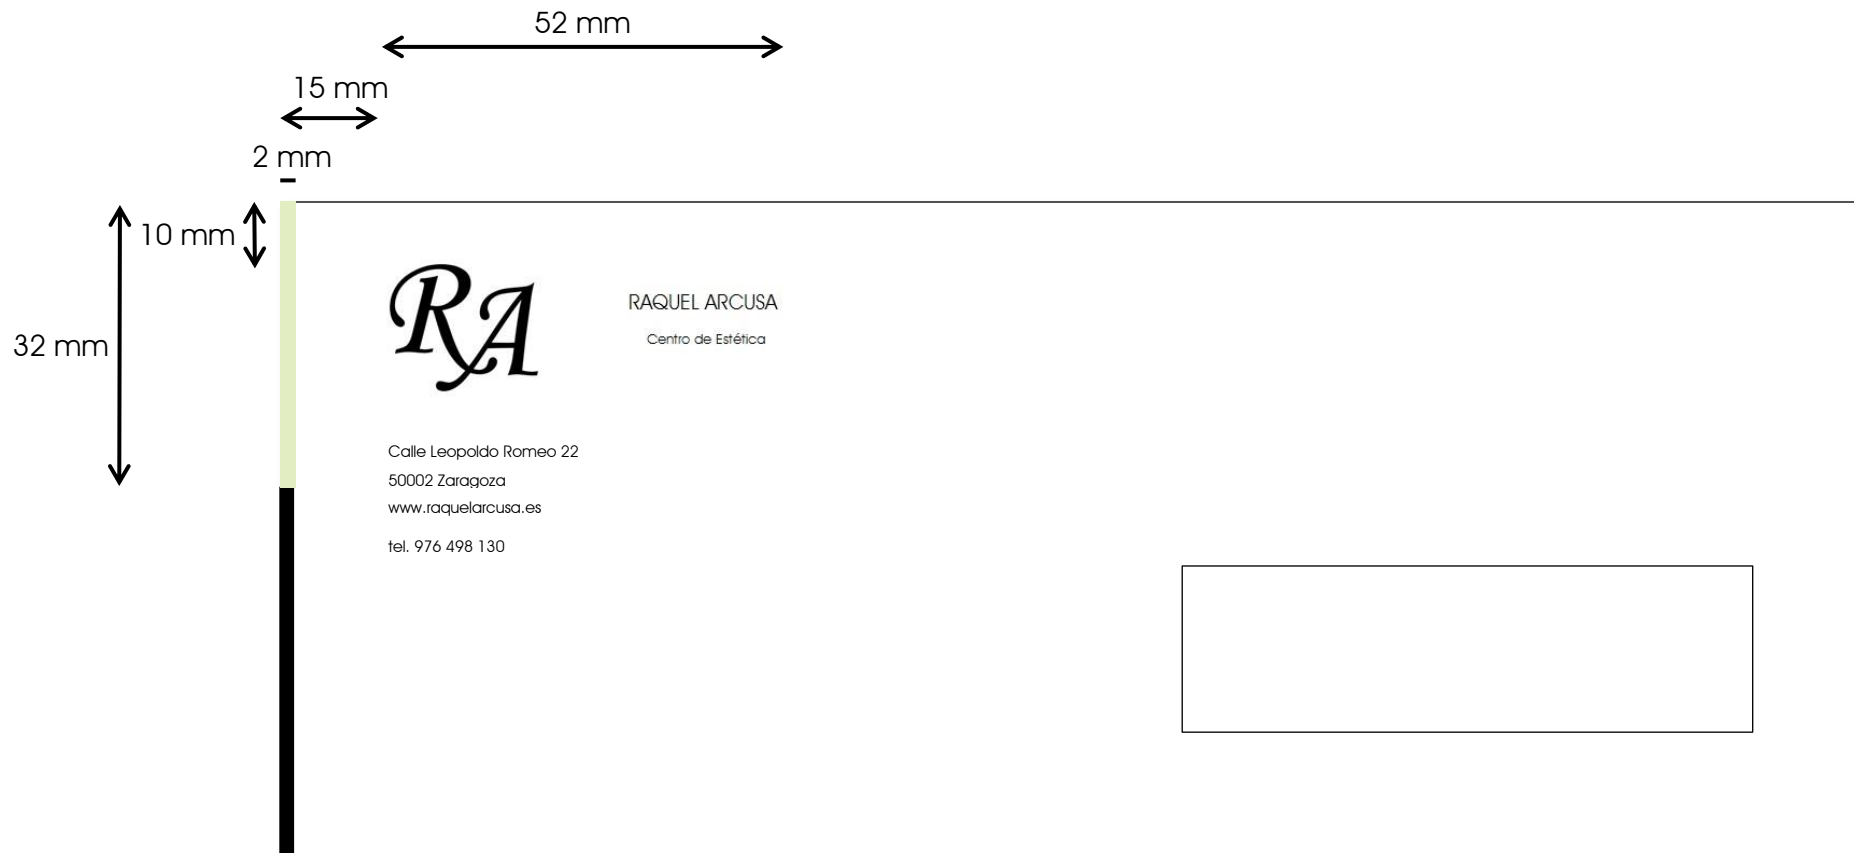 52 mm
15 mm
2 mm
10 mm
32 mm
RA
RAQUEL ARCUSA
Centro de Estética
Calle Leopoldo Romeo 22
50002 Zaragoza
www.raquelarcusa.es
tel. 976 498 130